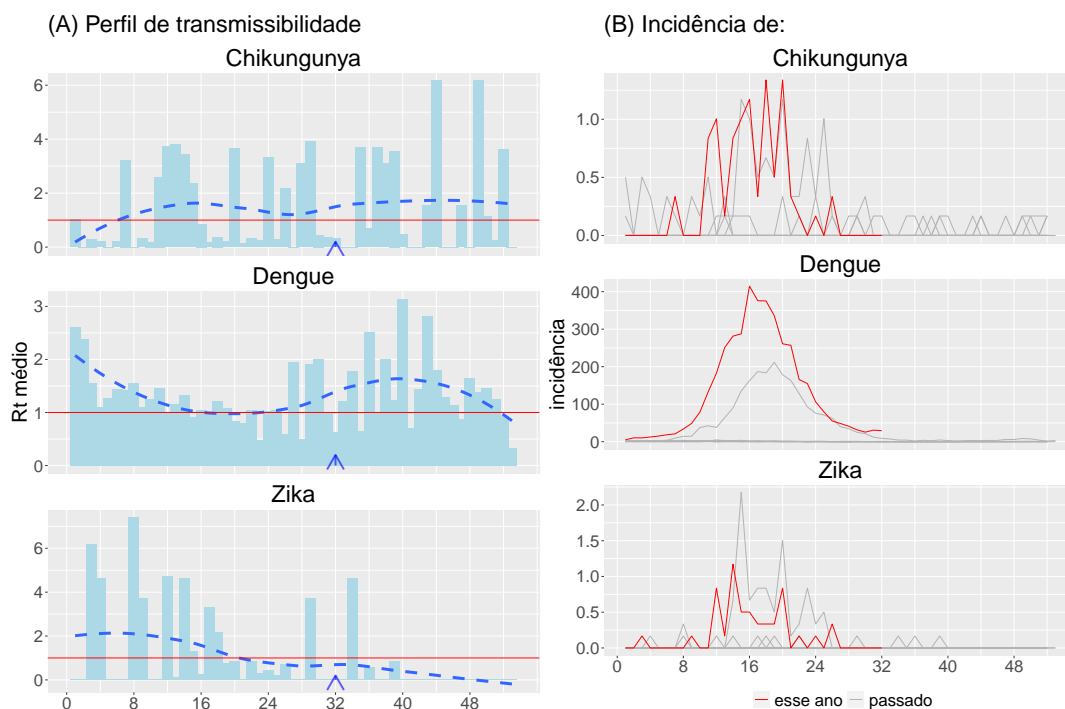 (A) Perfil de transmissibilidade
Chikungunya
6
4
2
0
Dengue
3
2
1
0
Rt médio
Zika
6
4
2
0
0 8 16 24 32 40 48
(B) Incidência de:
Chikungunya
1.0
0.5
0.0
Dengue
400
300
200
100
0
incidência
Zika
2.0
1.5
1.0
0.5
0.0
0 8 16 24 32 40 48
esse ano passado